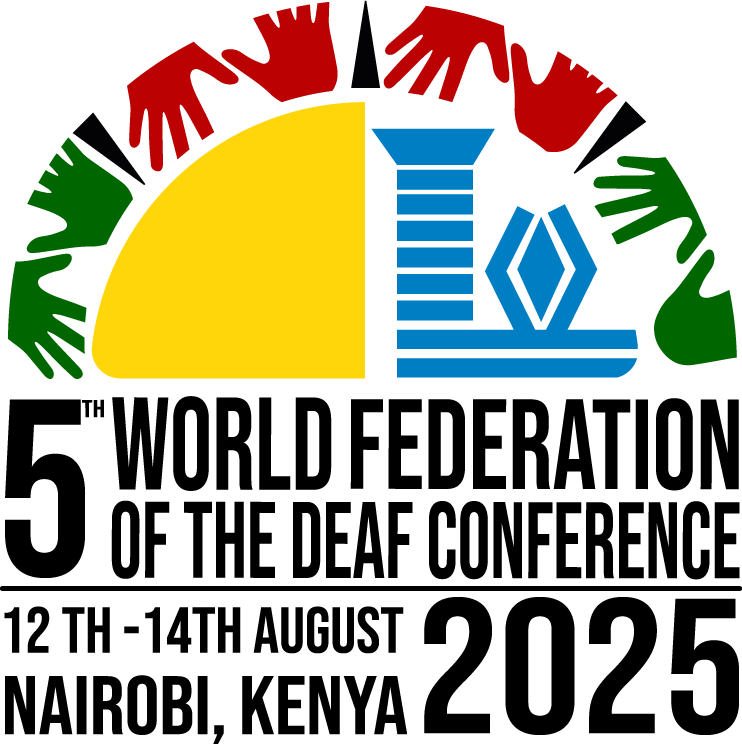 5TH WORLD FEDERATION
OF THE DEAF CONFERENCE
12 TH -14TH AUGUST
NAIROBI, KENYA
2025